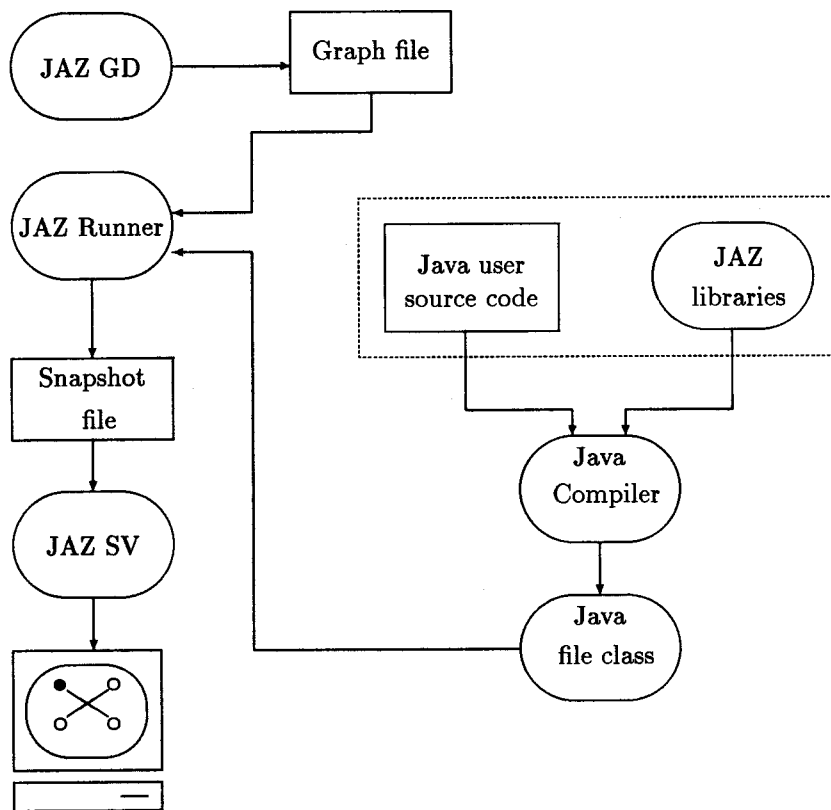 JAZ GD
Graph file
JAZ Runner
Java user
source code
JAZ
libraries
Snapshot
file
Java
Compiler
JAZ SV
Java
file class